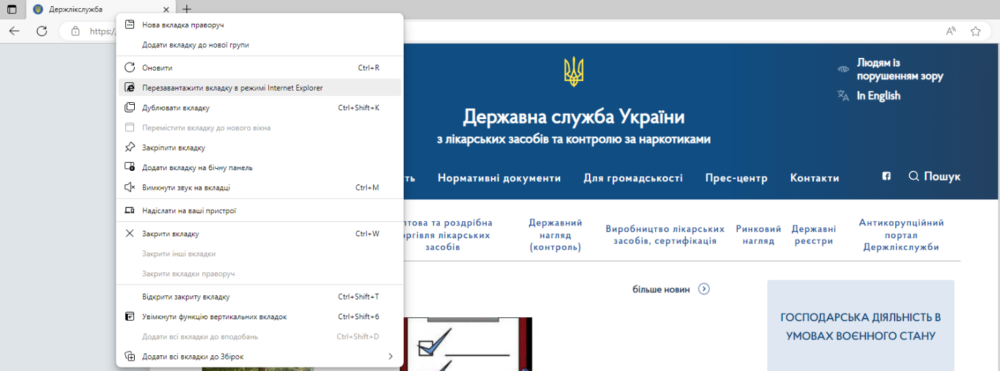 Держлікслужба
https:/
Нова вкладка праворуч
Додати вкладку до нової групи
Оновити Ctrl+R
Перезавантажити вкладку в режимі Internet Explorer
Дублювати вкладку Ctrl+Shift+K
Перемістити вкладку до нового вікна
Закріпити вкладку
Додати вкладку на бічну панель
Вимкнути звук на вкладці Ctrl+M
Надіслати на ваші пристрої
Закрити вкладку Ctrl+W
Закрити інші вкладки
Закрити вкладки праворуч
Відкрити закриту вкладку Ctrl+Shift+T
Увімкнути функцію вертикальних вкладок Ctrl+Shift+б
Додати всі вкладки до вподобань Ctrl+Shift+D
Додати всі вкладки до Збірок
Людям із
порушенням зору
In English
Державна служба України
з лікарських засобів та контролю за наркотиками
ть Нормативні документи Для громадськості Прес-центр Контакти Пошук
това та роздрібна
ргівля лікарських
засобів
Державний
нагляд
(контроль)
Виробництво лікарських
засобів, сертифікація
Ринковий
нагляд
Державні
реєстри
Антикорупційний
портал
Держлікслужби
більше новин
ГОСПОДАРСЬКА ДІЯЛЬНІСТЬ В
УМОВАХ ВОЄННОГО СТАНУ